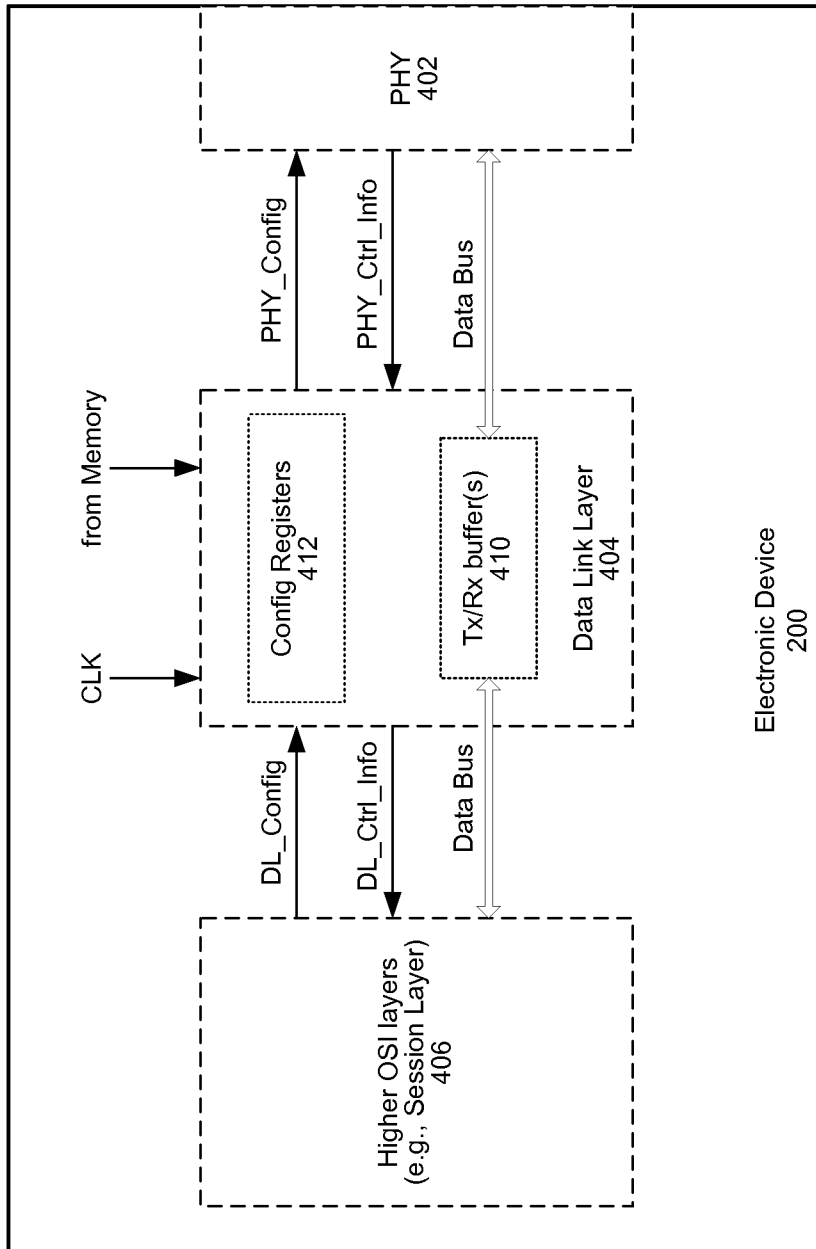 CLK
from Memory
Higher OSI layers
(e.g., Session Layer)
406
DL_Config
DL_Ctrl_Info
Data Bus
Config Registers
412
Tx/Rx buffer(s)
410
Data Link Layer
404
PHY_Config
PHY_Ctrl_Info
Data Bus
PHY
402
Electronic Device
200